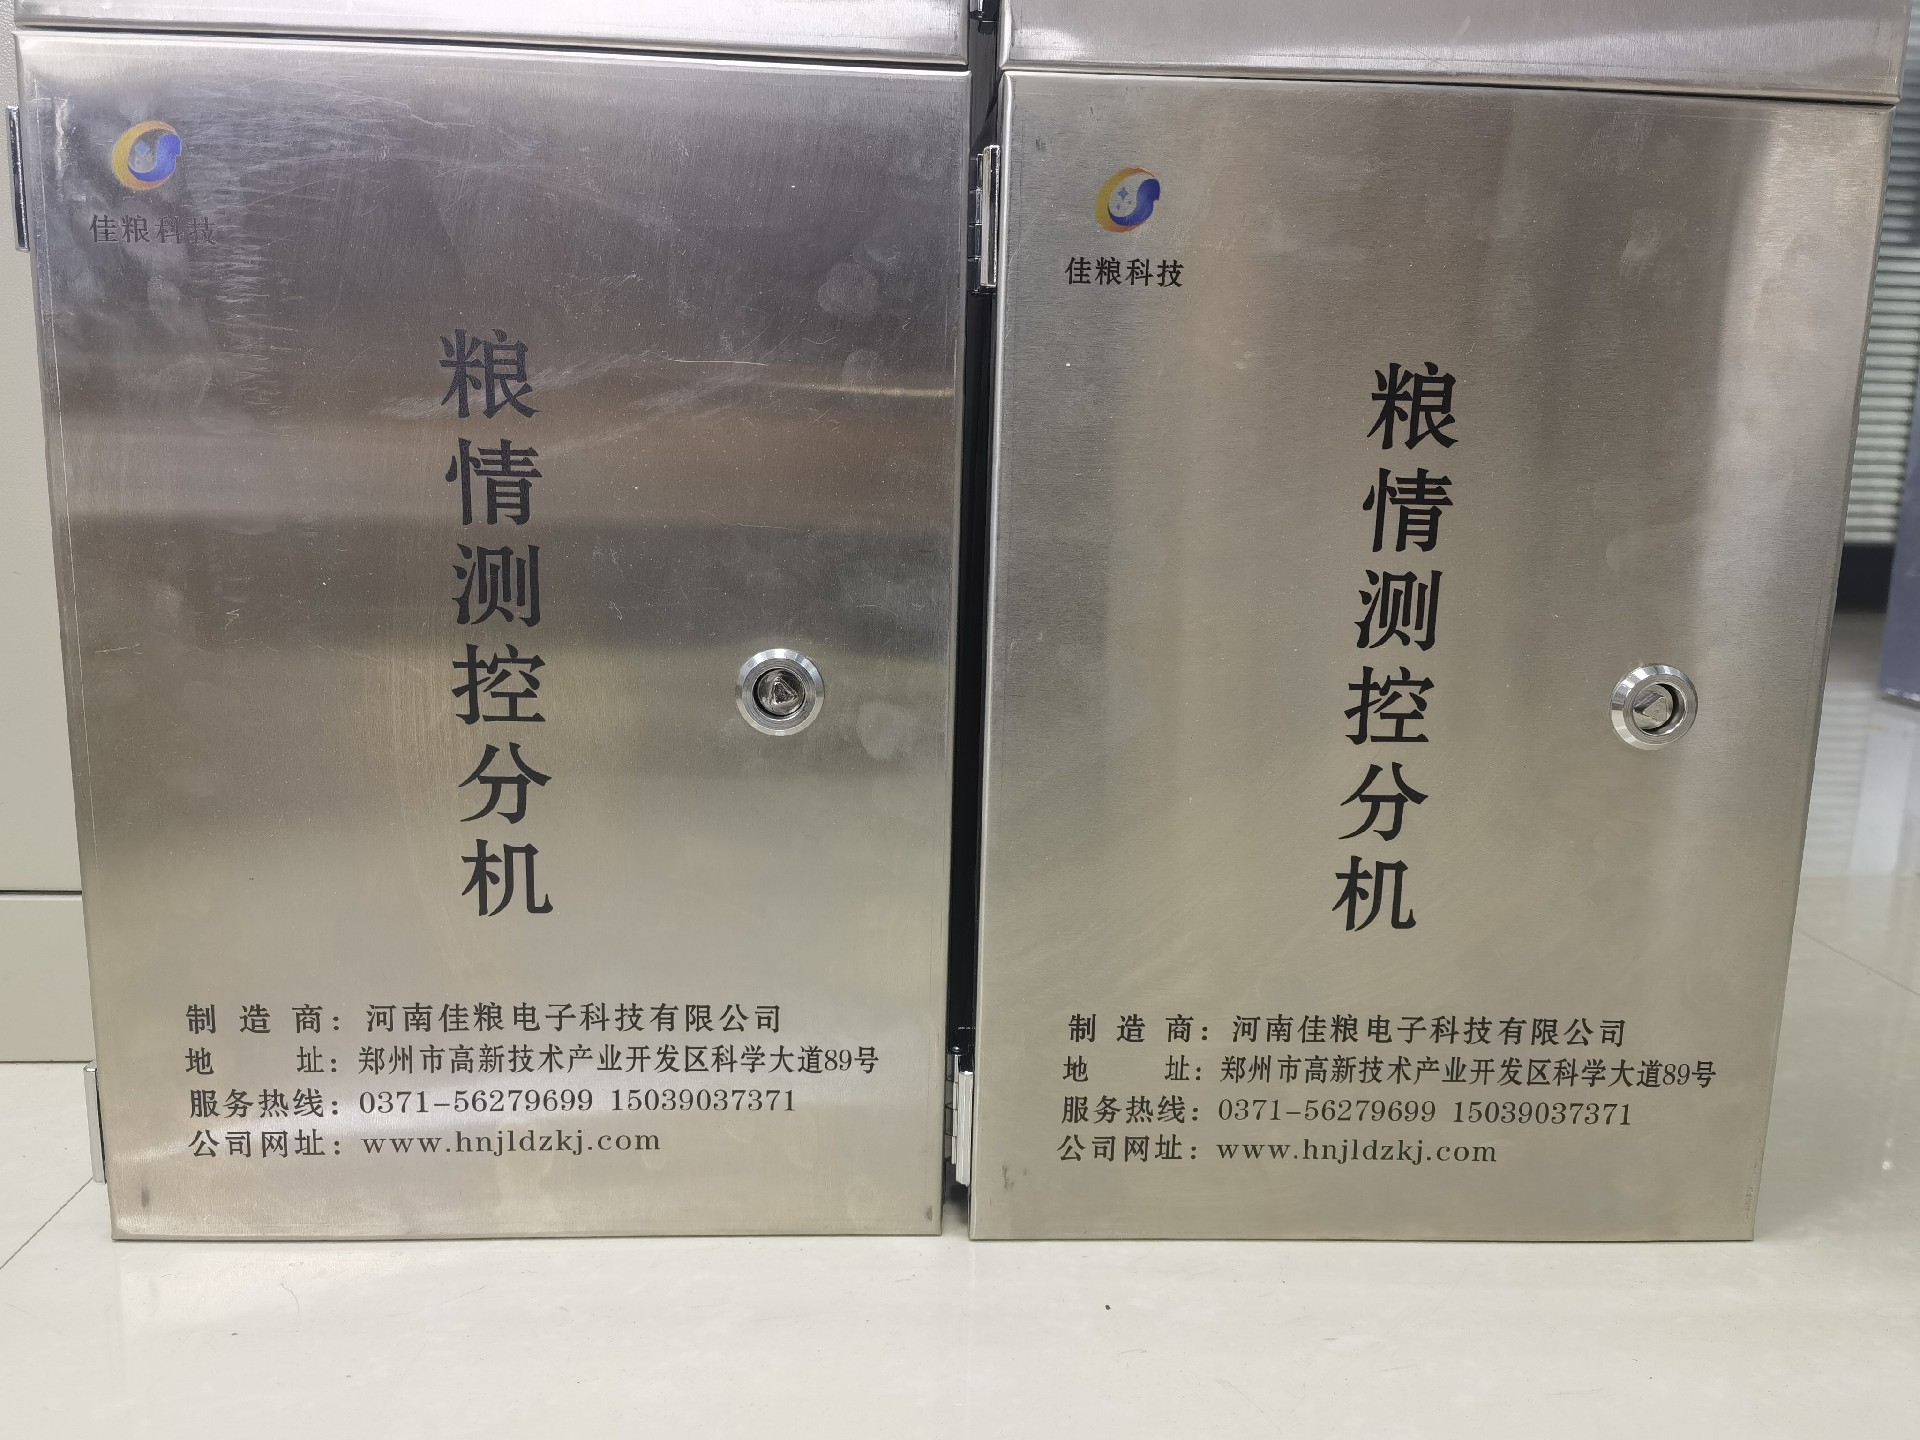 佳粮科技
粮情测控分机
制造商：河南佳粮电子科技有限公司
地址：郑州市高新技术产业开发区科学大道89号
服务热线：0371-56279699 15039037371
公司网址：www.hnjldzkj.com
佳粮科技
粮情测控分机
制造商：河南佳粮电子科技有限公司
地址：郑州市高新技术产业开发区科学大道89号
服务热线：0371-56279699 15039037371
公司网址：www.hnjldzkj.com